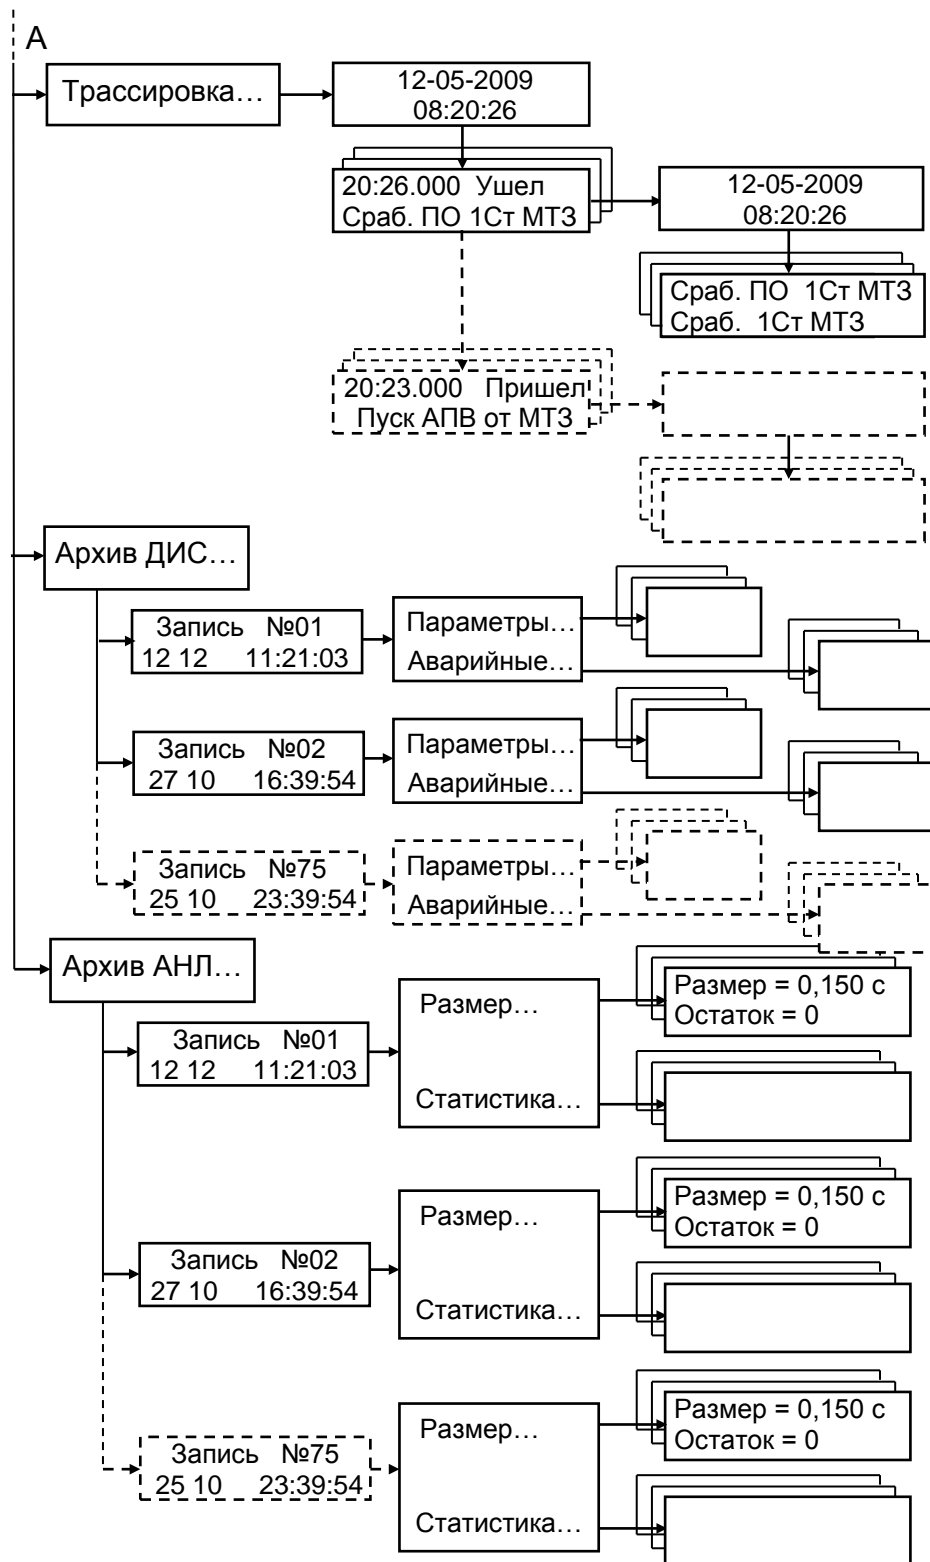 А
Трассировка…
12-05-2009
08:20:26
20:26.000 Ушел
Сраб. ПО 1Ст МТЗ
12-05-2009
08:20:26
Сраб. ПО 1Ст МТЗ
Сраб. 1Ст МТЗ
20:23.000 Пришел
Пуск АПВ от МТЗ
Архив ДИС…
Запись №01
12 12 11:21:03
Параметры…
Аварийные…
Запись №02
27 10 16:39:54
Параметры…
Аварийные…
Запись №75
25 10 23:39:54
Параметры…
Аварийные…
Архив АНЛ…
Запись №01
12 12 11:21:03
Размер…
Статистика…
Размер = 0,150 с
Остаток = 0
Запись №02
27 10 16:39:54
Размер…
Статистика…
Размер = 0,150 с
Остаток = 0
Запись №75
25 10 23:39:54
Размер…
Статистика…
Размер = 0,150 с
Остаток = 0